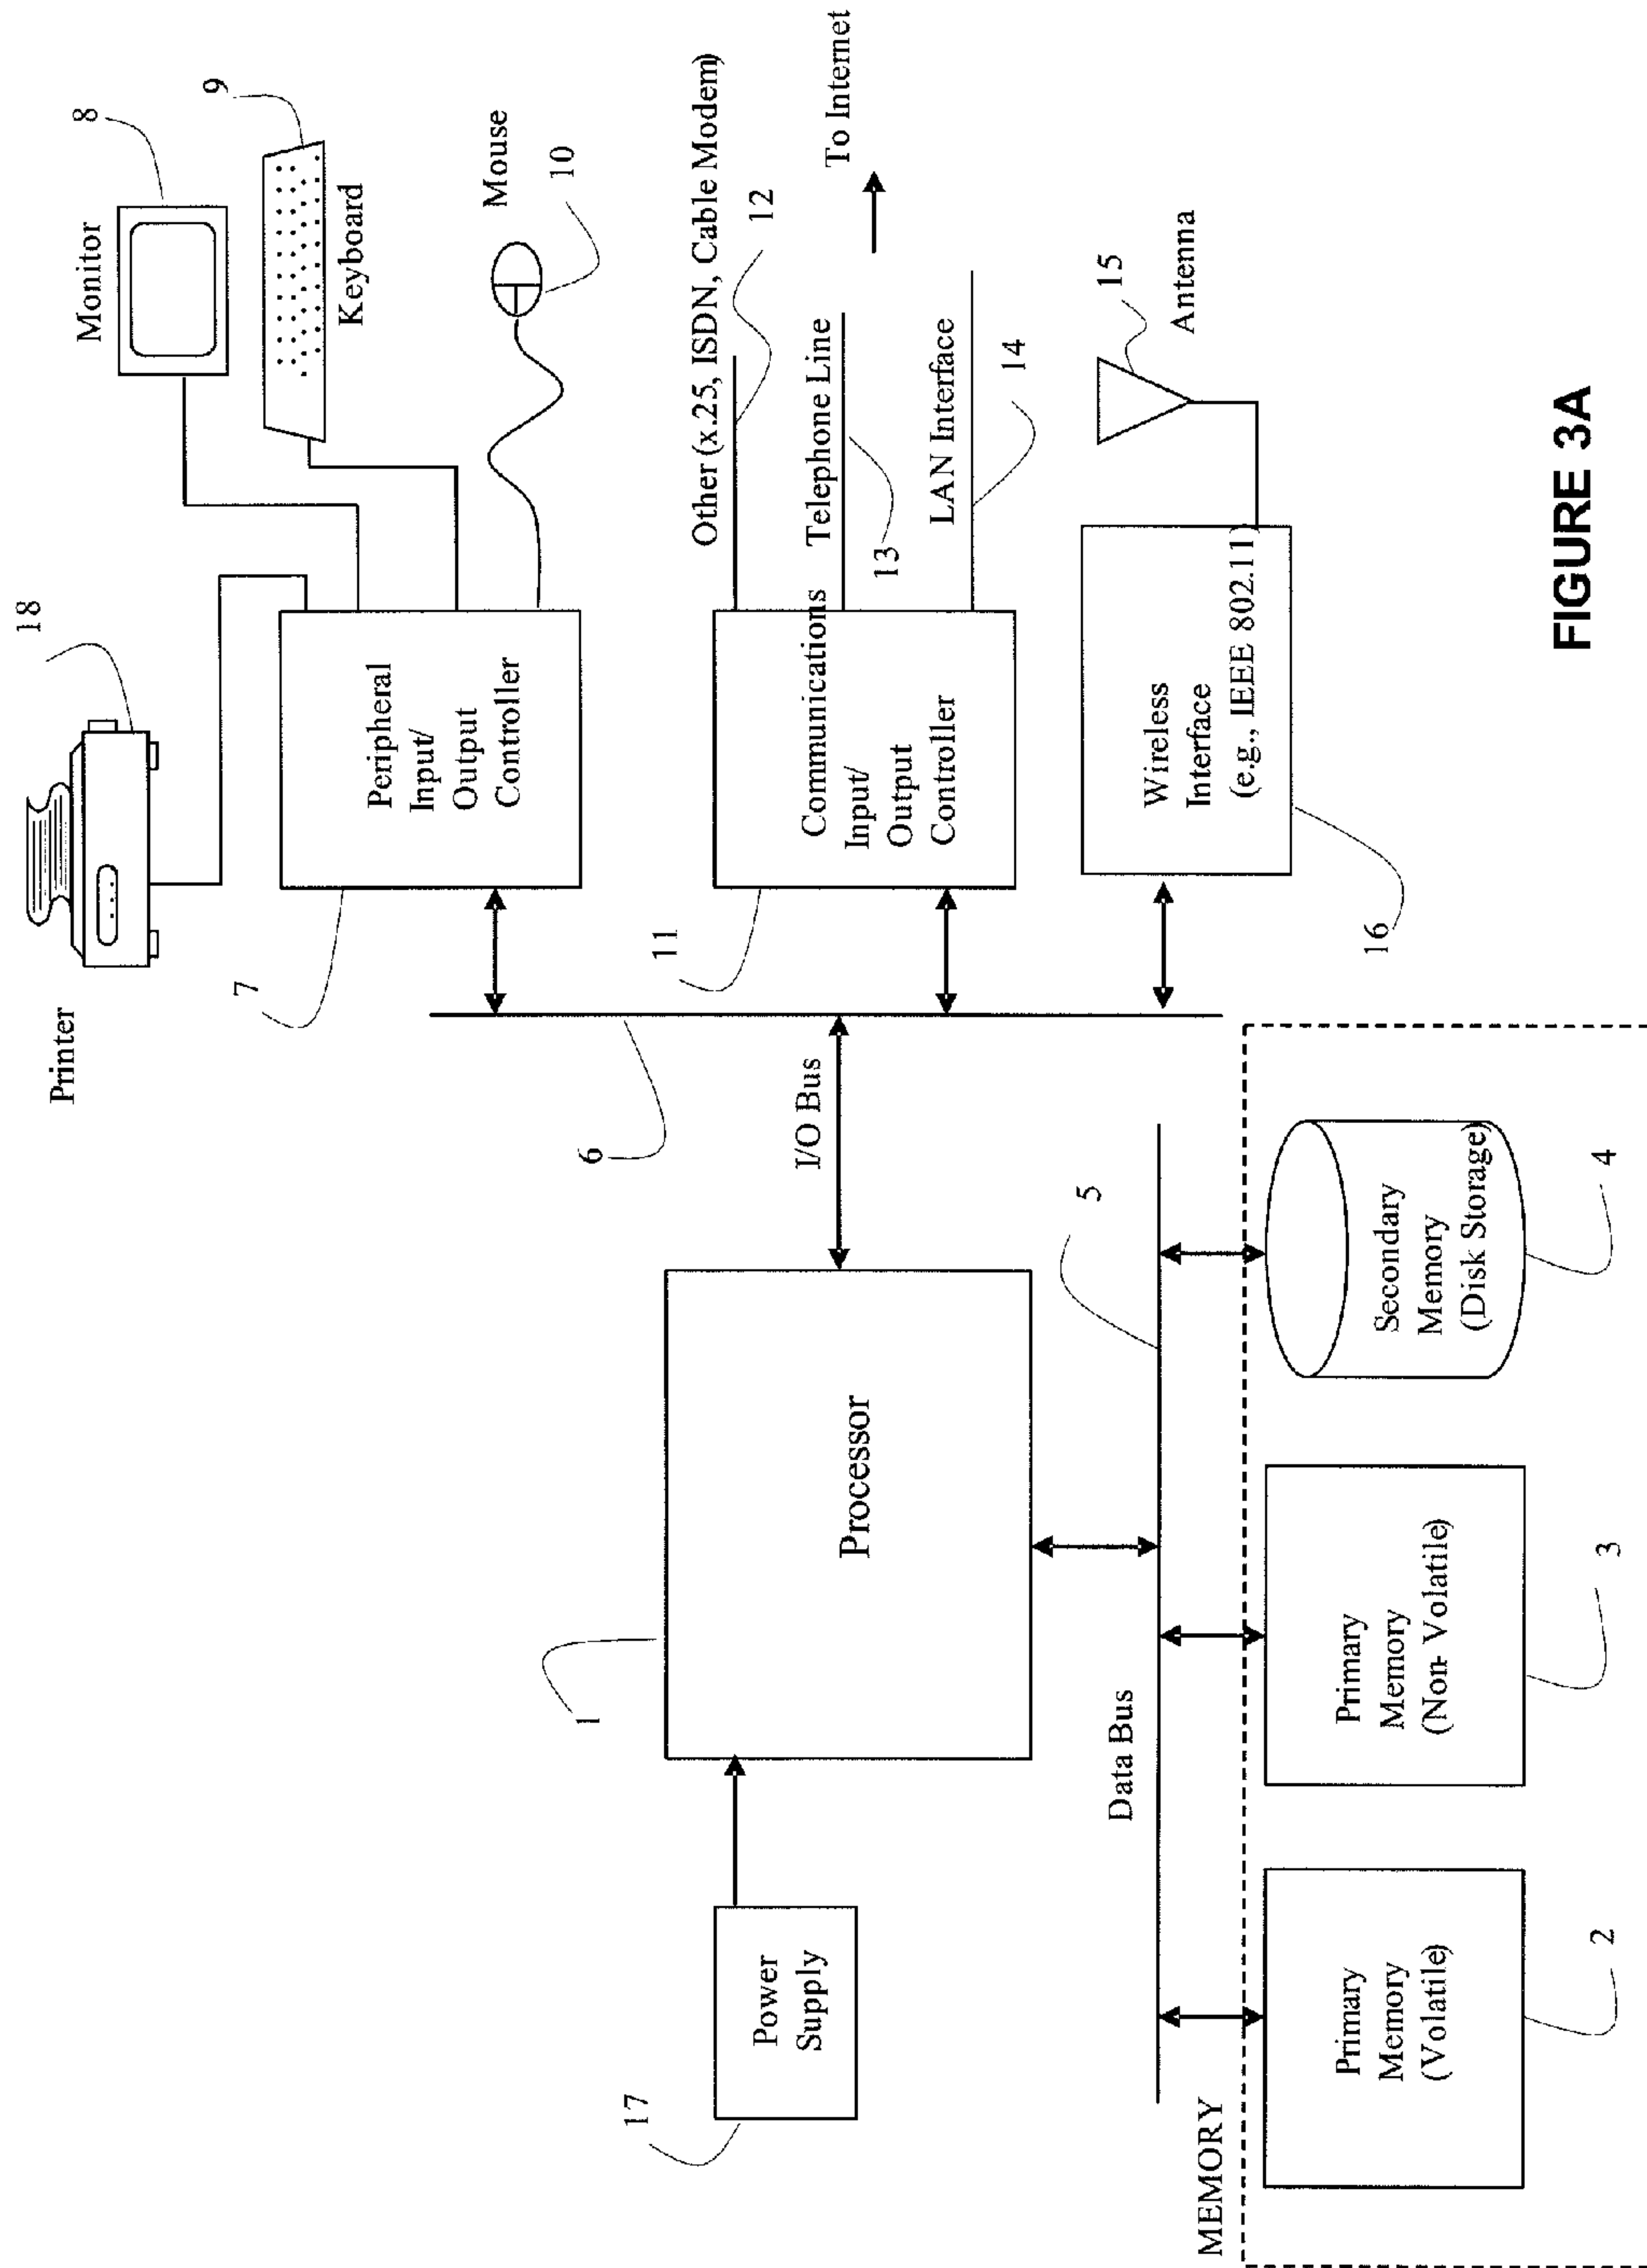 Printer
18
Monitor
8
9
Keyboard
Mouse
10
7
Peripheral
Input/
Output
Controller
Other (x.25, ISDN, Cable Modem)
12
Telephone Line
13
To Internet
LAN Interface
14
11
Communications
Input/
Output
Controller
15
Antenna
Wireless
Interface
(e.g., IEEE 802.11)
16
6
I/O Bus
1
Processor
17
Power
Supply
5
Data Bus
MEMORY
Primary
Memory
(Volatile)
2
Primary
Memory
(Non- Volatile)
3
Secondary
Memory
(Disk Storage)
4
FIGURE 3A